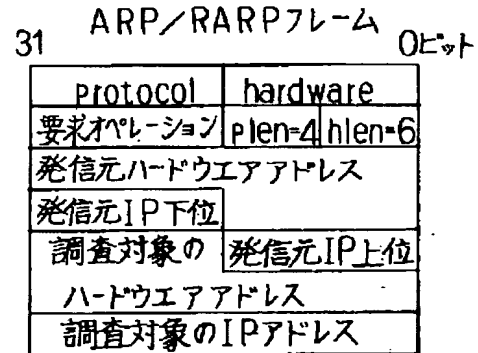 ARP/RARPフレーム
31 0ビット
protocol hardware
要求オペレーション plen=4 hlen=6
発信元ハードウエアアドレス
発信元IP下位
調査対象の 発信元IP上位
ハードウエアアドレス
調査対象のIPアドレス